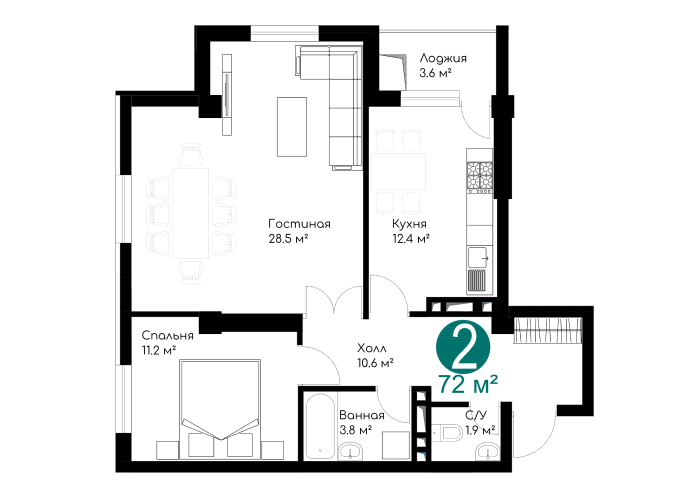 Лоджия
3.6 м²
Гостиная
28.5 м²
Кухня
12.4 м²
Спальня
11.2 м²
Холл
10.6 м²
2
72 м²
Ванная
3.8 м²
С/У
1.9 м²